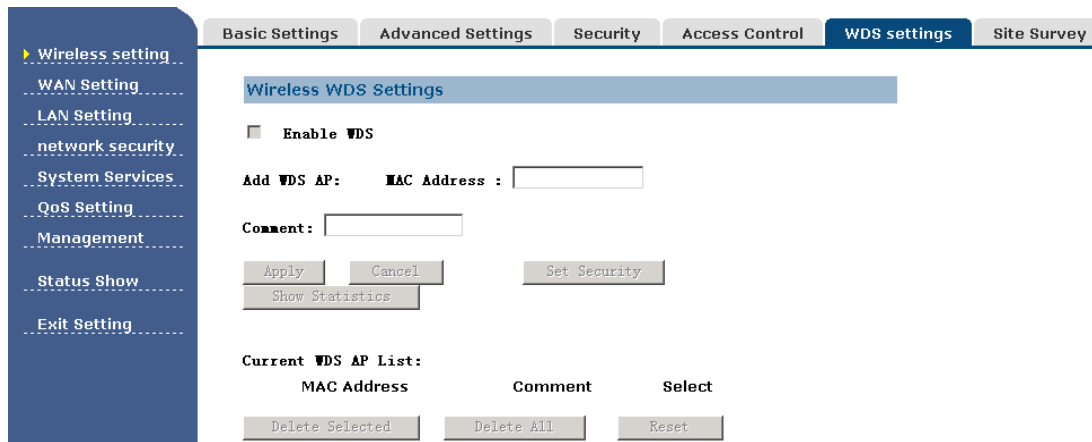 Basic Settings Advanced Settings Security Access Control WDS settings Site Survey
Wireless setting
WAN Setting
LAN Setting
network security
System Services
QoS Setting
Management
Status Show
Exit Setting
Wireless WDS Settings
Enable WDS
Add WDS AP: MAC Address :
Comment:
Apply Cancel Set Security
Show Statistics
Current WDS AP List:
MAC Address Comment Select
Delete Selected Delete All Reset